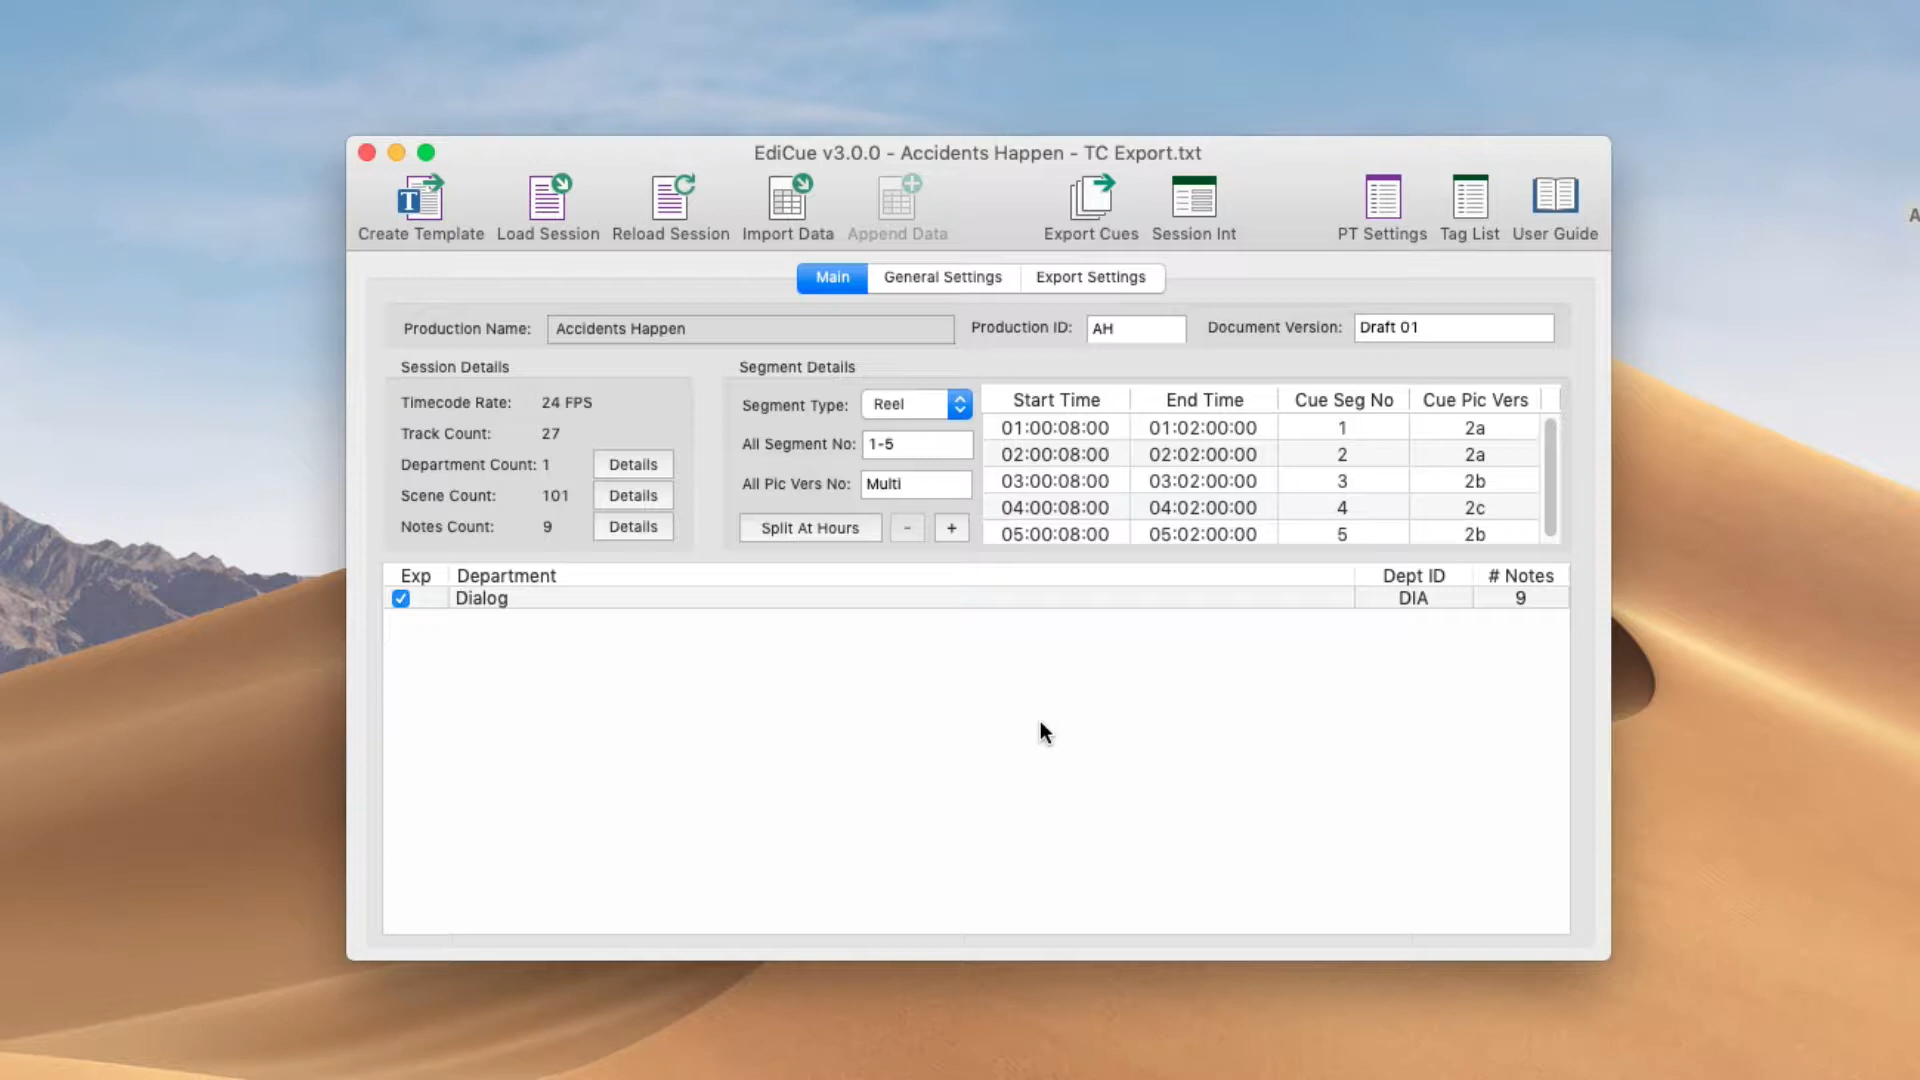 EdiCue v3.0.0 - Accidents Happen - TC Export.txt
Create Template Load Session Reload Session Import Data Append Data Export Cues Session Int PT Settings Tag List User Guide
Main General Settings Export Settings
Production Name: Accidents Happen Production ID: AH Document Version: Draft 01
Session Details
Timecode Rate: 24 FPS
Track Count: 27
Department Count: 1 Details
Scene Count: 101 Details
Notes Count: 9 Details
Segment Details
Segment Type: Reel
All Segment No: 1-5
All Pic Vers No: Multi
Split At Hours - +
Start Time End Time Cue Seg No Cue Pic Vers
01:00:08:00 01:02:00:00 1 2a
02:00:08:00 02:02:00:00 2 2a
03:00:08:00 03:02:00:00 3 2b
04:00:08:00 04:02:00:00 4 2c
05:00:08:00 05:02:00:00 5 2b
Exp Department Dept ID # Notes
Dialog DIA 9